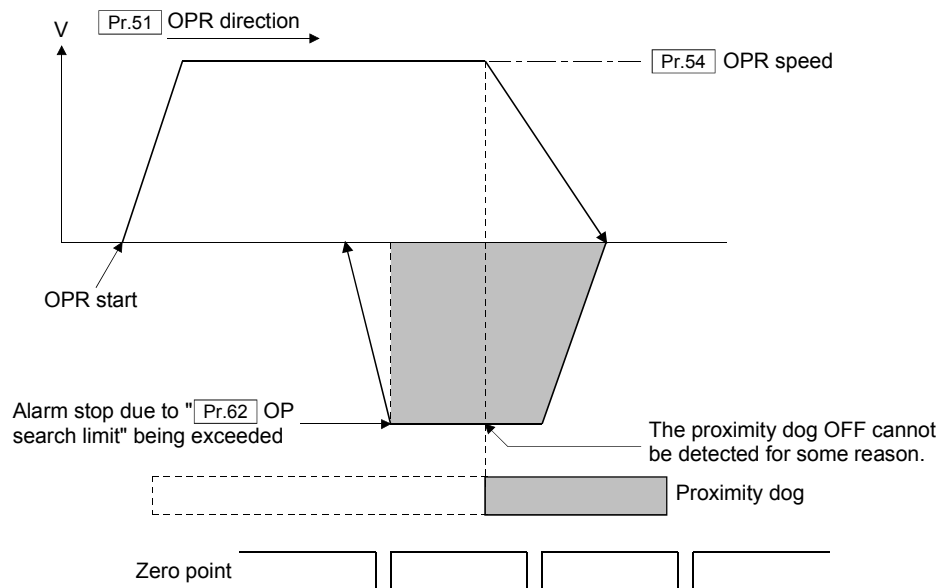 Pr.51 OPR direction
V
Pr.54 OPR speed
OPR start
Alarm stop due to " Pr.62 OP
search limit" being exceeded
The proximity dog OFF cannot
be detected for some reason.
Proximity dog
Zero point